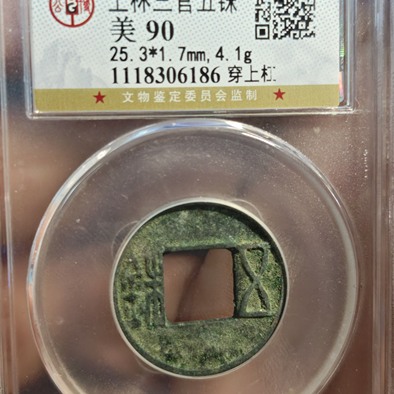 上林三官五铢
美 90
25.3*1.7mm,4.1g
1118306186 穿上杠
★ 文物鉴定委员会监制 ★
五